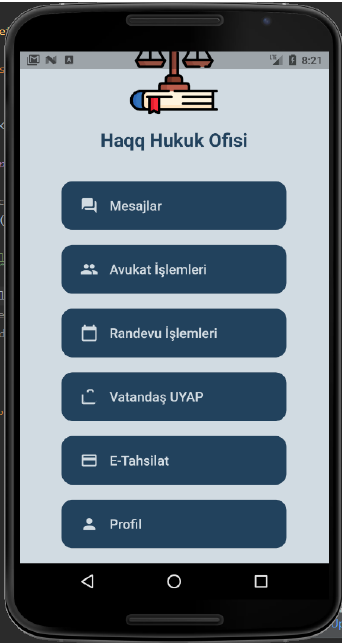 8:21
Haqq Hukuk Ofisi
Mesajlar
Avukat İşlemleri
Randevu İşlemleri
Vatandaş UYAP
E-Tahsilat
Profil